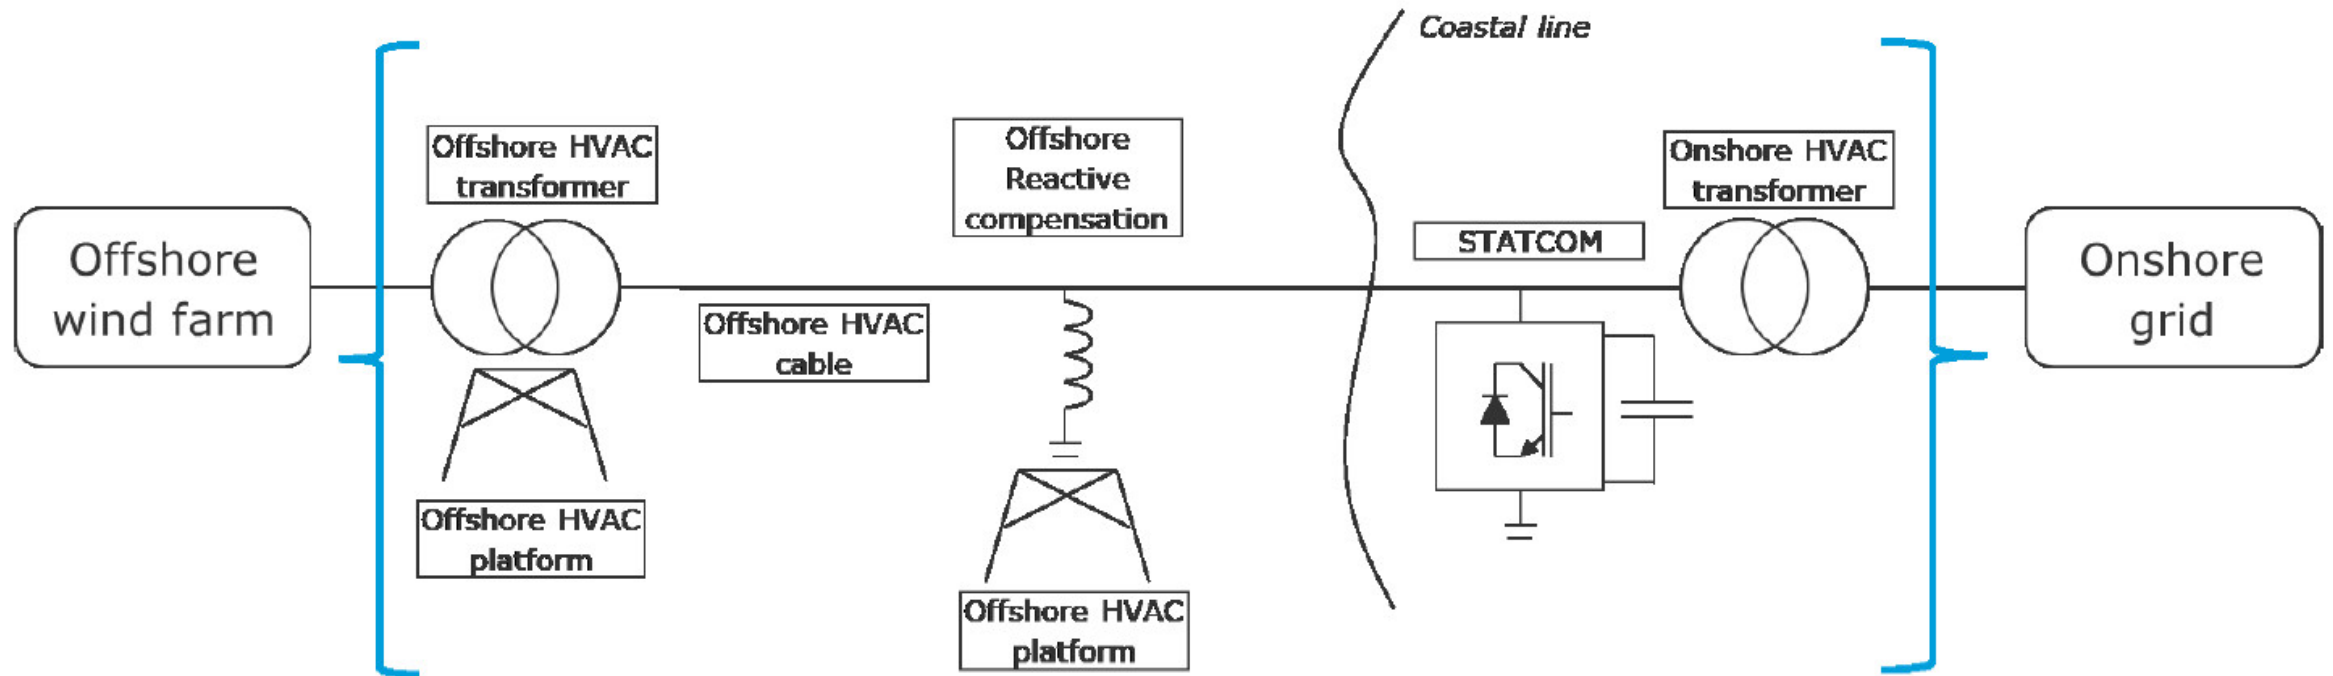 Coastal line
Offshore
wind farm
Offshore HVAC
transformer
Offshore HVAC
platform
Offshore HVAC
cable
Offshore
Reactive
compensation
Offshore HVAC
platform
STATCOM
Onshore HVAC
transformer
Onshore
grid